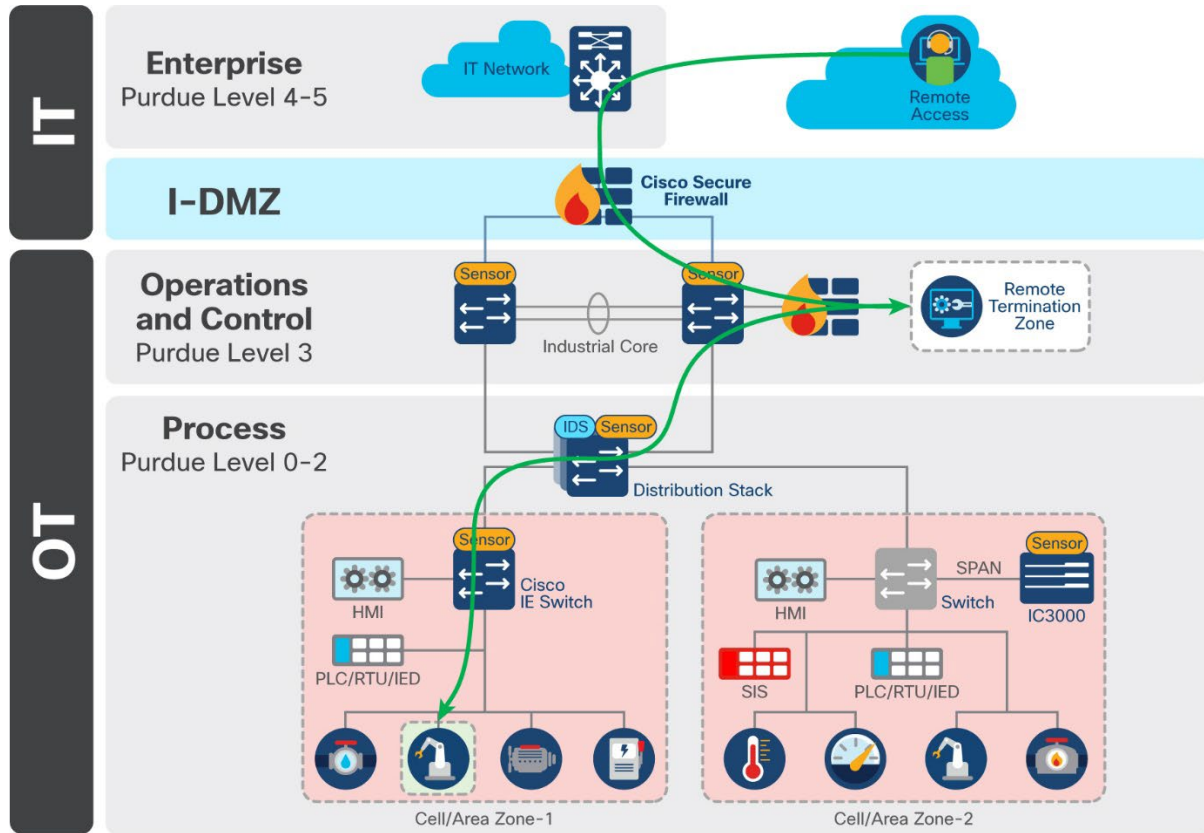 IT
Enterprise
Purdue Level 4-5
IT Network
Remote
Access
I-DMZ
Cisco Secure
Firewall
OT
Operations
and Control
Purdue Level 3
Sensor
Sensor
Industrial Core
Remote
Termination
Zone
Process
Purdue Level 0-2
IDS
Sensor
Distribution Stack
Sensor
HMI
Cisco
IE Switch
PLC/RTU/IED
Cell/Area Zone-1
HMI
Switch
SPAN
Sensor
IC3000
SIS
PLC/RTU/IED
Cell/Area Zone-2